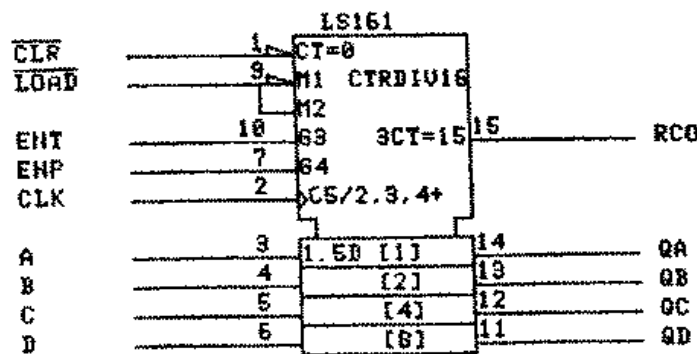 LS161
CLR 1 CT=0
LOAD 9 M1 CTRDIV16
M2
ENT 10 G3 3CT=15 15 RCO
ENP 7 G4
CLK 2 C5/2,3,4+
A 3 1,5D [1] 14 QA
B 4 [2] 13 QB
C 5 [4] 12 QC
D 6 [8] 11 QD